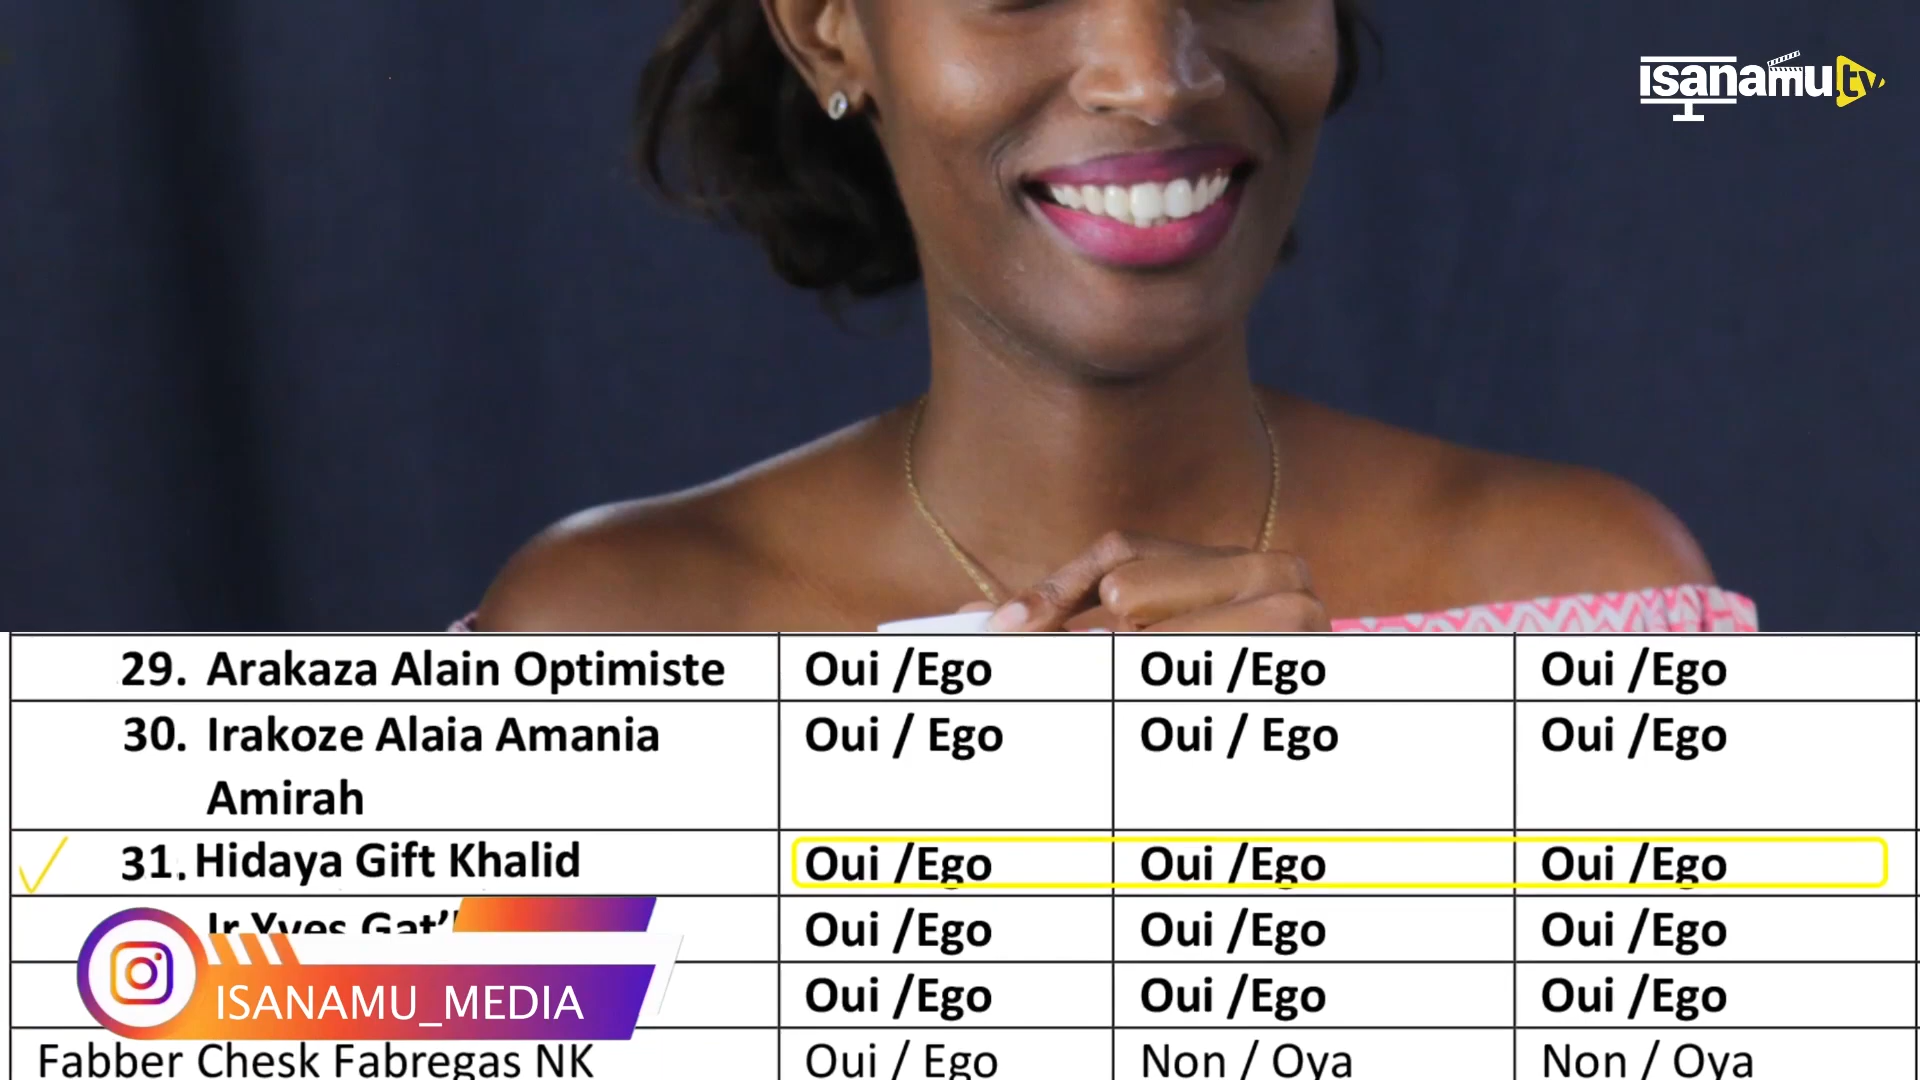 isanamu.tv
29. Arakaza Alain Optimiste Oui /Ego Oui /Ego Oui /Ego
30. Irakoze Alaia Amania Oui / Ego Oui / Ego Oui /Ego
Amirah
31. Hidaya Gift Khalid Oui /Ego Oui /Ego Oui /Ego
Ir Yves Oui /Ego Oui /Ego Oui /Ego
Oui /Ego Oui /Ego Oui /Ego
ISANAMU_MEDIA
Fabber Chesk Fabregas NK Oui / Ego Non / Oya Non / Oya